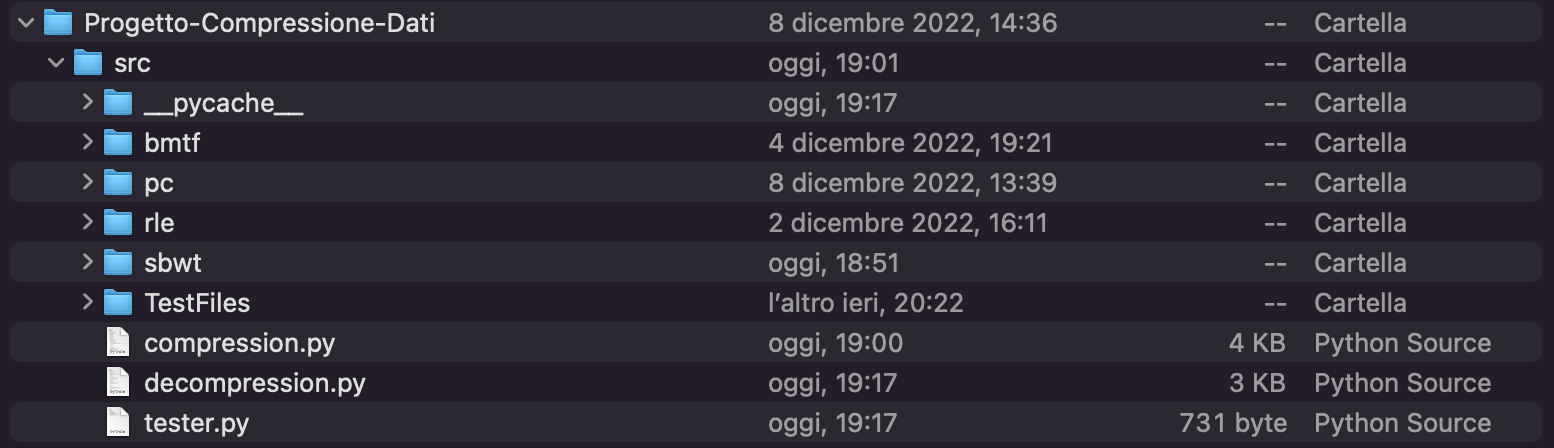 Progetto-Compressione-Dati 8 dicembre 2022, 14:36 -- Cartella
src oggi, 19:01 -- Cartella
__pycache__ oggi, 19:17 -- Cartella
bmtf 4 dicembre 2022, 19:21 -- Cartella
pc 8 dicembre 2022, 13:39 -- Cartella
rle 2 dicembre 2022, 16:11 -- Cartella
sbwt oggi, 18:51 -- Cartella
TestFiles l'altro ieri, 20:22 -- Cartella
compression.py oggi, 19:00 4 KB Python Source
decompression.py oggi, 19:17 3 KB Python Source
tester.py oggi, 19:17 731 byte Python Source